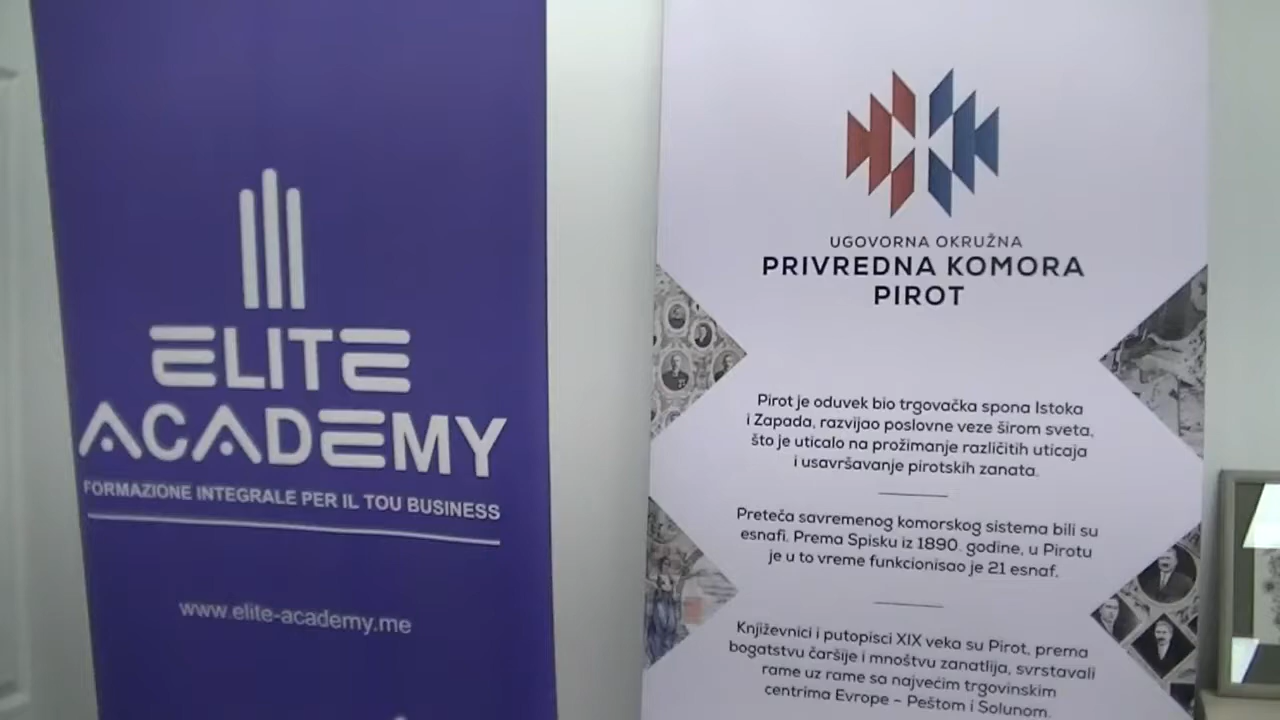 ELITE
ACADEMY
FORMAZIONE INTEGRALE PER IL TOU BUSINESS
www.elite-academy.me
UGOVORNA OKRUŽNA
PRIVREDNA KOMORA
PIROT
Pirot je oduvek bio trgovačka spona Istoka
i Zapada, razvijao poslovne veze širom sveta,
što je uticalo na prožimanje različitih uticaja
i usavršavanje pirotskih zanata.
Preteča savremenog komorskog sistema bili su
esnafi. Prema Spisku iz 1890. godine, u Pirotu
je u to vreme funkcionisao je 21 esnaf.
Književnici i putopisci XIX veka su Pirot, prema
bogatstvu čaršije i mnoštvu zanatlija, svrstavali
rame uz rame sa najvećim trgovinskim
centrima Evrope – Peštom i Solunom.